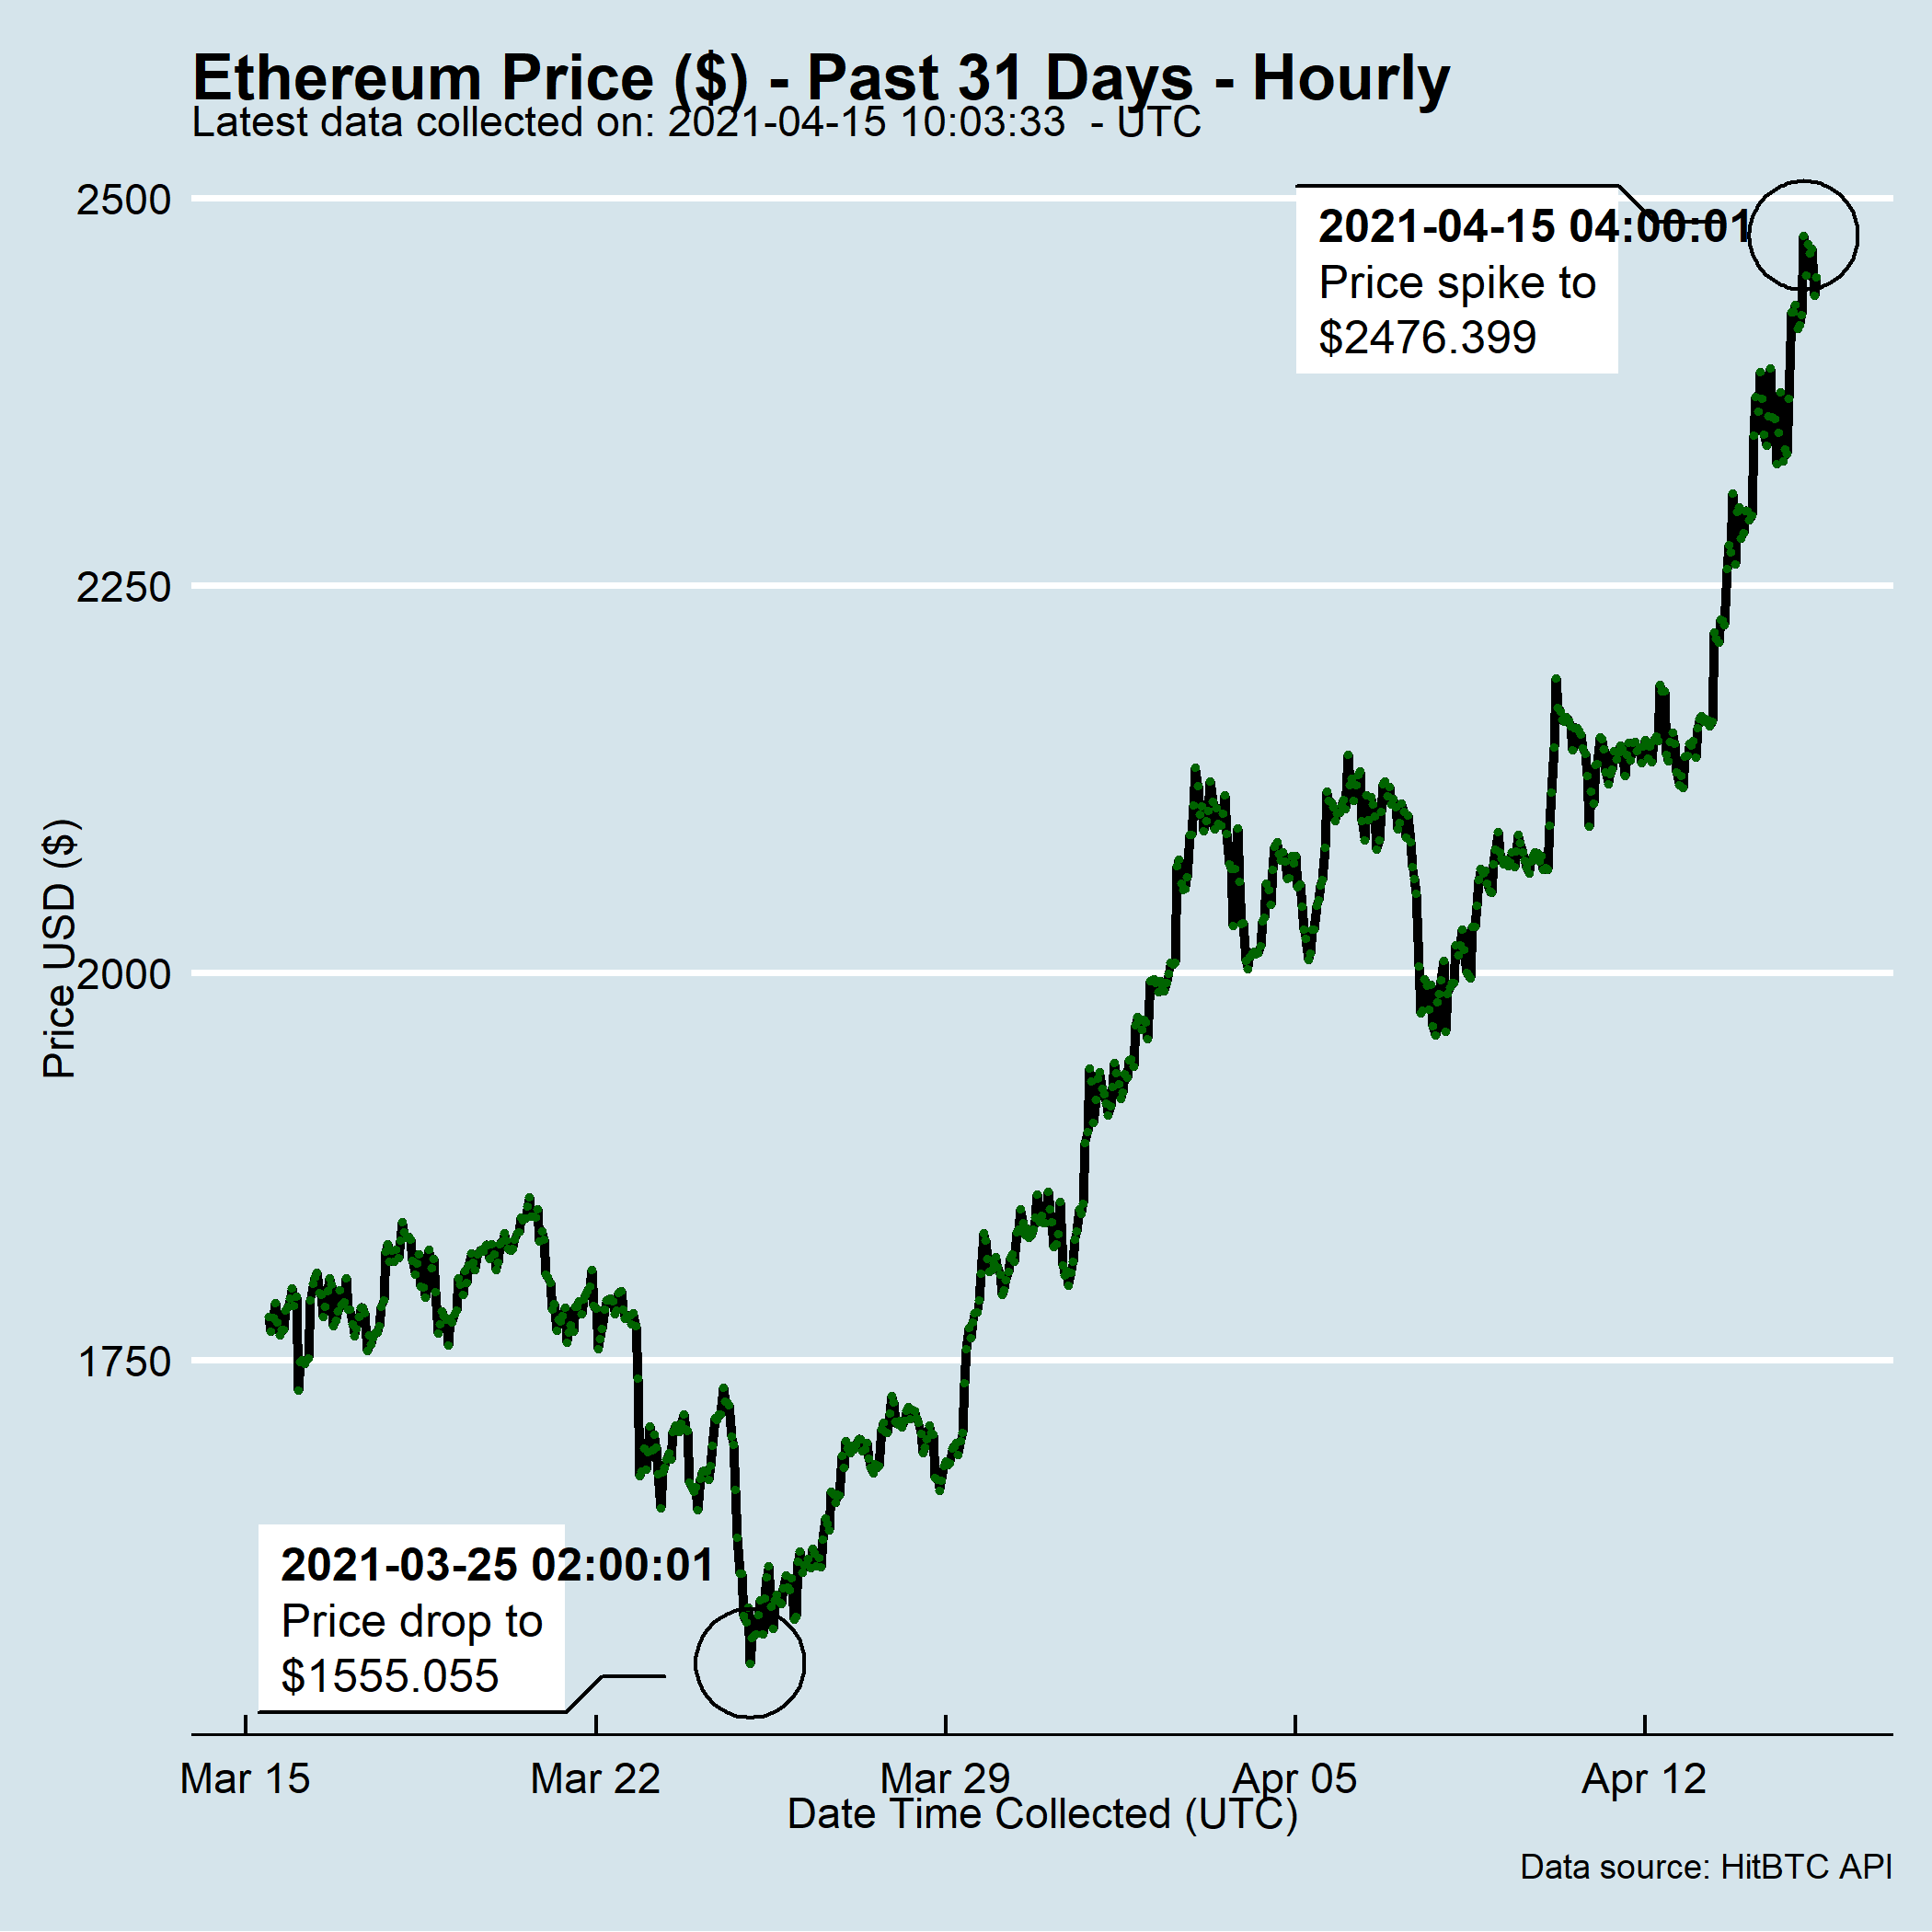 Ethereum Price ($) - Past 31 Days - Hourly
Latest data collected on: 2021-04-15 10:03:33  - UTC
2500
2021-04-15 04:00:01
Price spike to
$2476.399
2250
Price USD ($)
2000
1750
2021-03-25 02:00:01
Price drop to
$1555.055
Mar 15 Mar 22 Mar 29 Apr 05 Apr 12
Date Time Collected (UTC)
Data source: HitBTC API